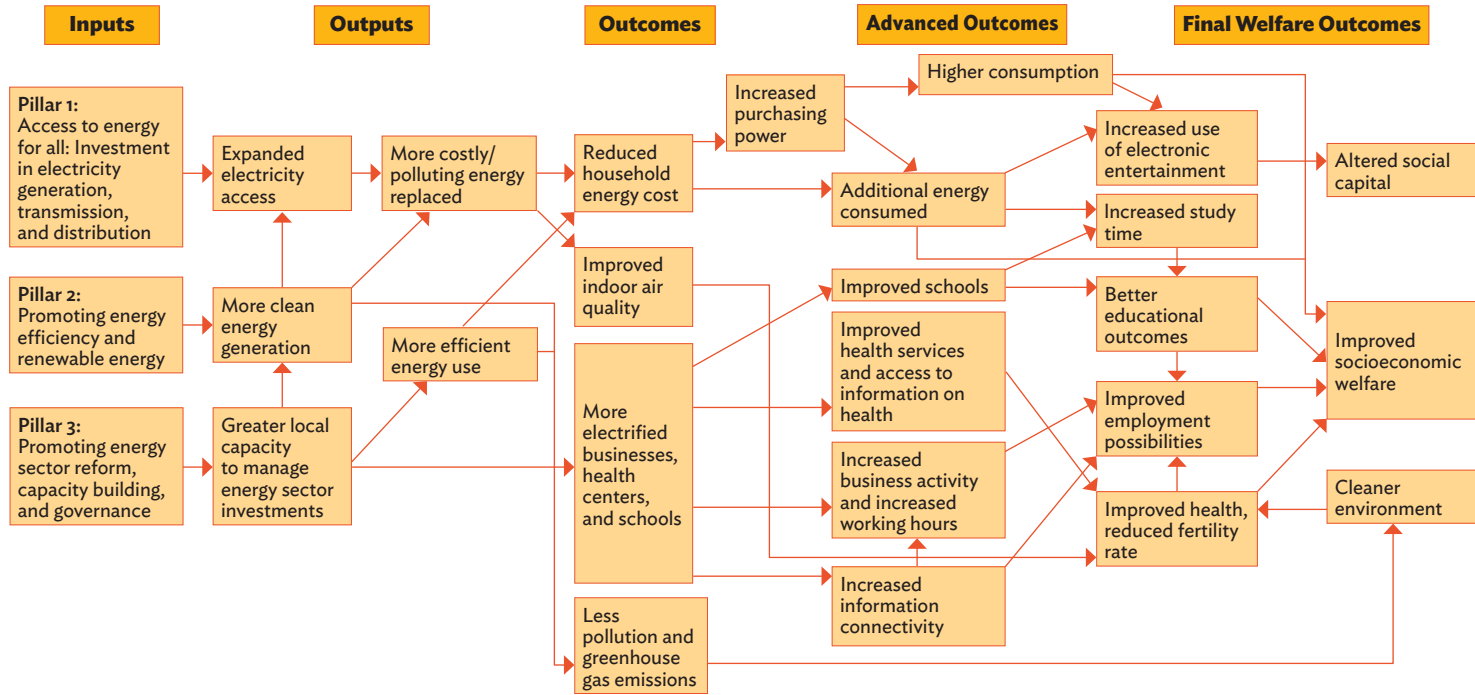 Inputs
Outputs
Outcomes
Advanced Outcomes
Final Welfare Outcomes
Pillar 1:
Access to energy
for all: Investment
in electricity
generation,
transmission,
and distribution
Pillar 2:
Promoting energy
efficiency and
renewable energy
Pillar 3:
Promoting energy
sector reform,
capacity building,
and governance
Expanded
electricity
access
More clean
energy
generation
Greater local
capacity
to manage
energy sector
investments
More costly/
polluting energy
replaced
More efficient
energy use
Reduced
household
energy cost
Improved
indoor air
quality
More
electrified
businesses,
health
centers,
and schools
Less
pollution and
greenhouse
gas emissions
Increased
purchasing
power
Higher consumption
Additional energy
consumed
Improved schools
Improved
health services
and access to
information on
health
Increased
business activity
and increased
working hours
Increased
information
connectivity
Increased use
of electronic
entertainment
Increased study
time
Better
educational
outcomes
Improved
employment
possibilities
Improved health,
reduced fertility
rate
Altered social
capital
Improved
socioeconomic
welfare
Cleaner
environment